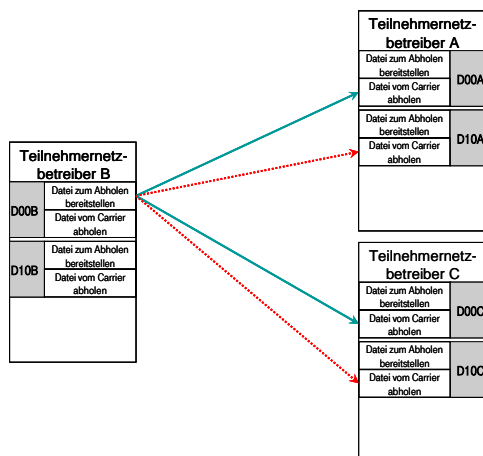 Teilnehmernetz-
betreiber A
Datei zum Abholen
bereitstellen
Datei vom Carrier
abholen
D00A
Datei zum Abholen
bereitstellen
Datei vom Carrier
abholen
D10A
Teilnehmernetz-
betreiber B
D00B
Datei zum Abholen
bereitstellen
Datei vom Carrier
abholen
D10B
Datei zum Abholen
bereitstellen
Datei vom Carrier
abholen
Teilnehmernetz-
betreiber C
Datei zum Abholen
bereitstellen
Datei vom Carrier
abholen
D00C
Datei zum Abholen
bereitstellen
Datei vom Carrier
abholen
D10C